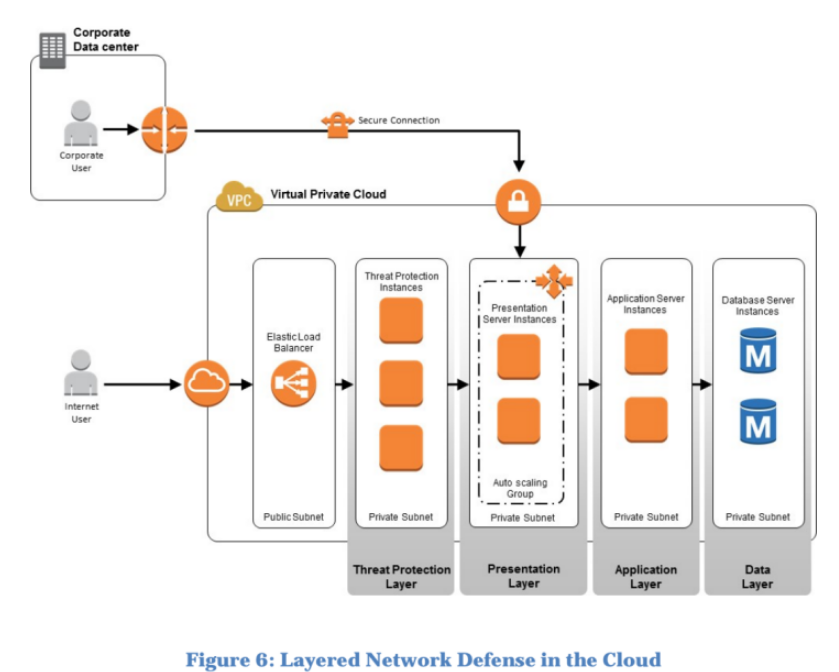 Corporate
Data center
Corporate
User
Secure Connection
VPC
Virtual Private Cloud
Internet
User
Elastic Load
Balancer
Public Subnet
Threat Protection
Instances
Private Subnet
Presentation
Server Instances
Auto scaling
Group
Private Subnet
Application Server
Instances
Private Subnet
Database Server
Instances
M
M
Private Subnet
Threat Protection
Layer
Presentation
Layer
Application
Layer
Data
Layer
Figure 6: Layered Network Defense in the Cloud